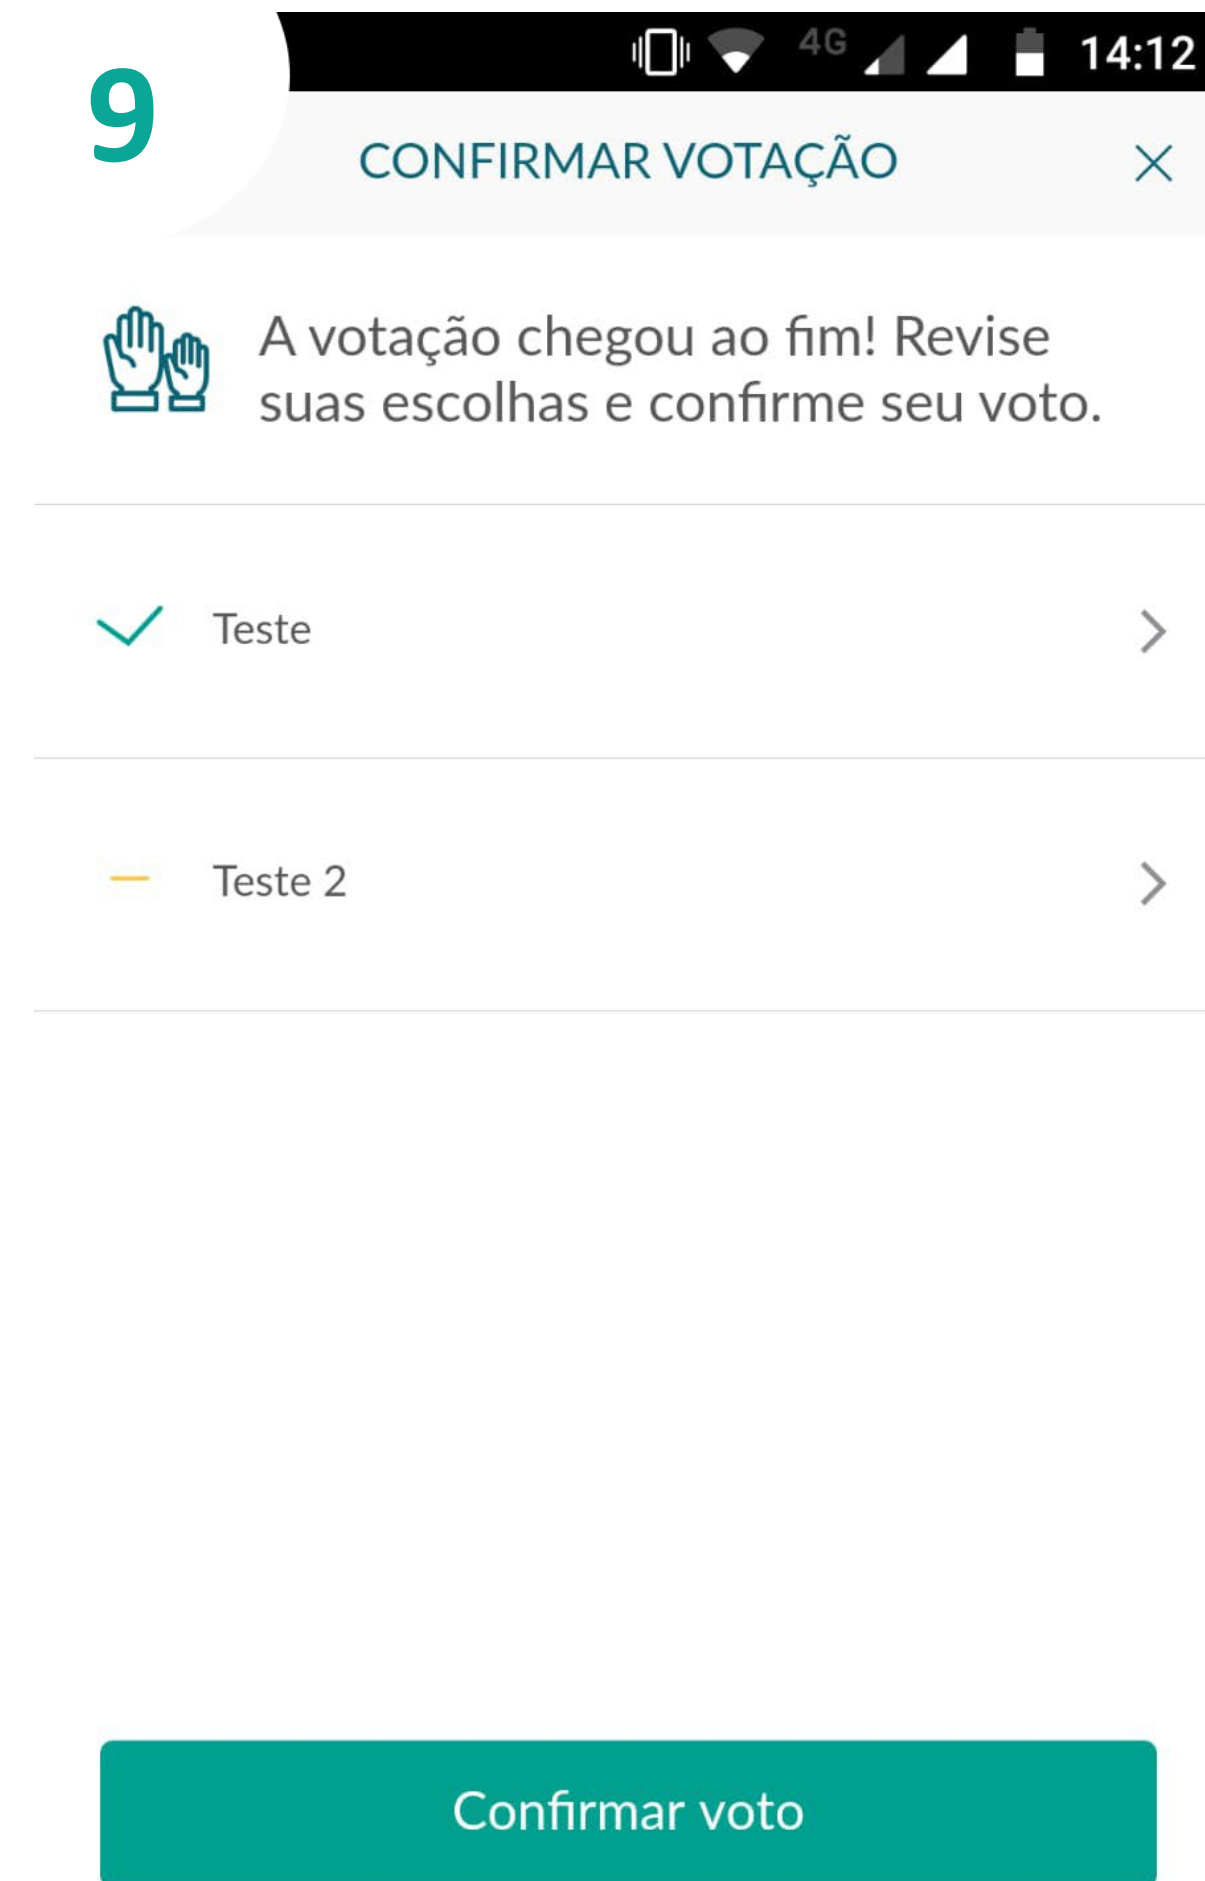 9
4G 14:12
CONFIRMAR VOTAÇÃO
A votação chegou ao fim! Revise
suas escolhas e confirme seu voto.
Teste
Teste 2
Confirmar voto